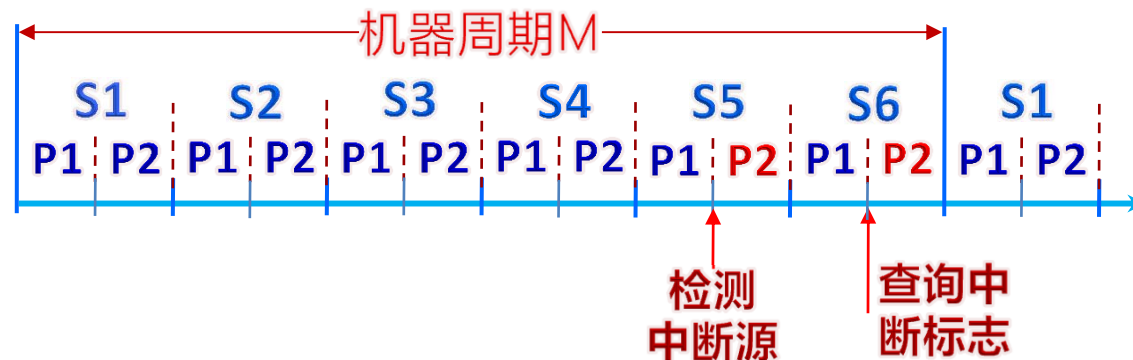 机器周期M
S1 S2 S3 S4 S5 S6 S1
P1 P2 P1 P2 P1 P2 P1 P2 P1 P2 P1 P2 P1 P2
检测
中断源
查询中
断标志